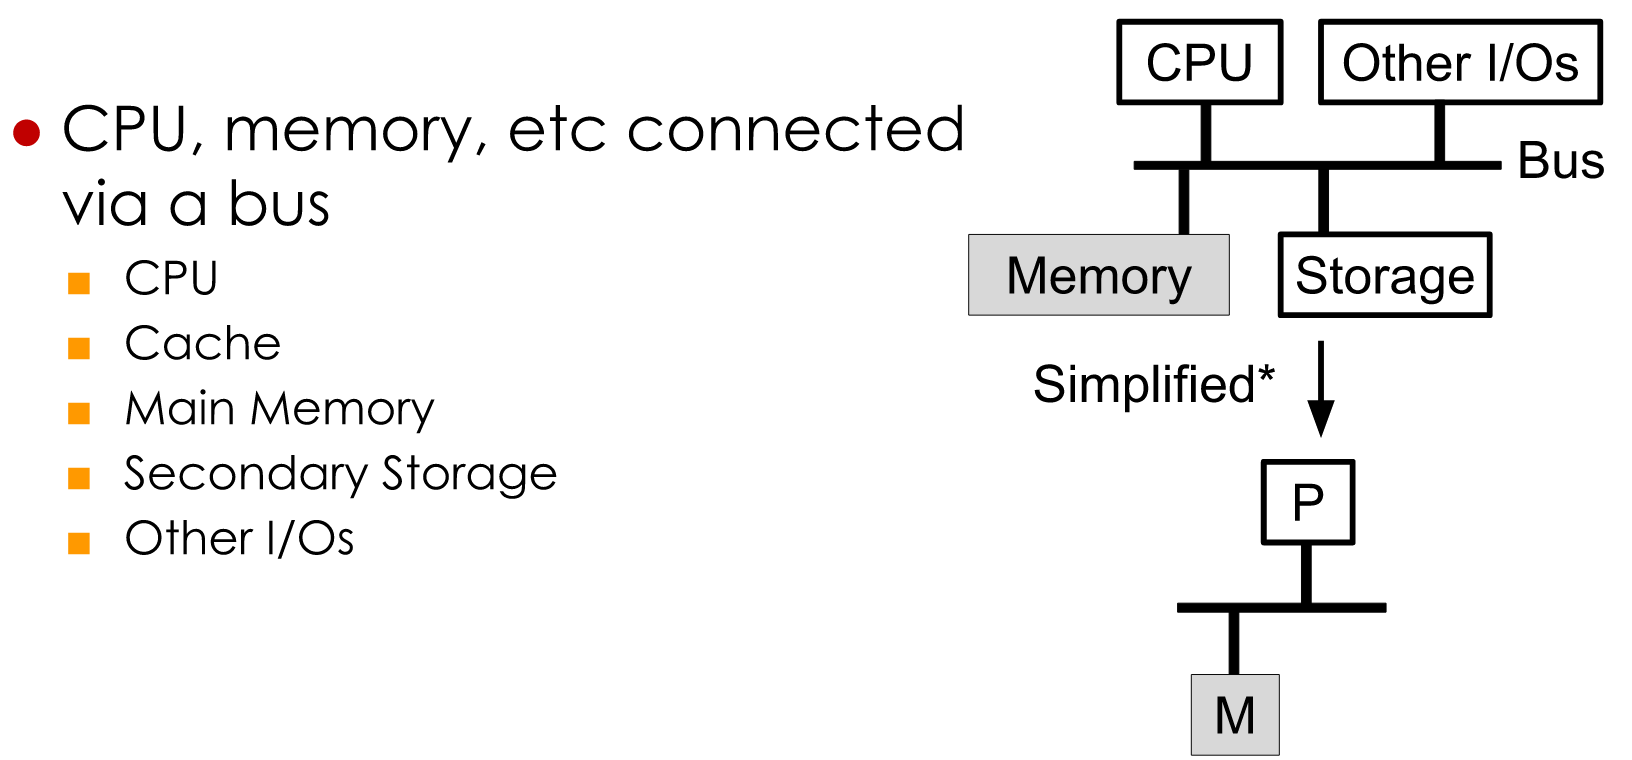 CPU, memory, etc connected
via a bus
CPU
Cache
Main Memory
Secondary Storage
Other I/Os
CPU
Other I/Os
Bus
Memory
Storage
Simplified*
P
M